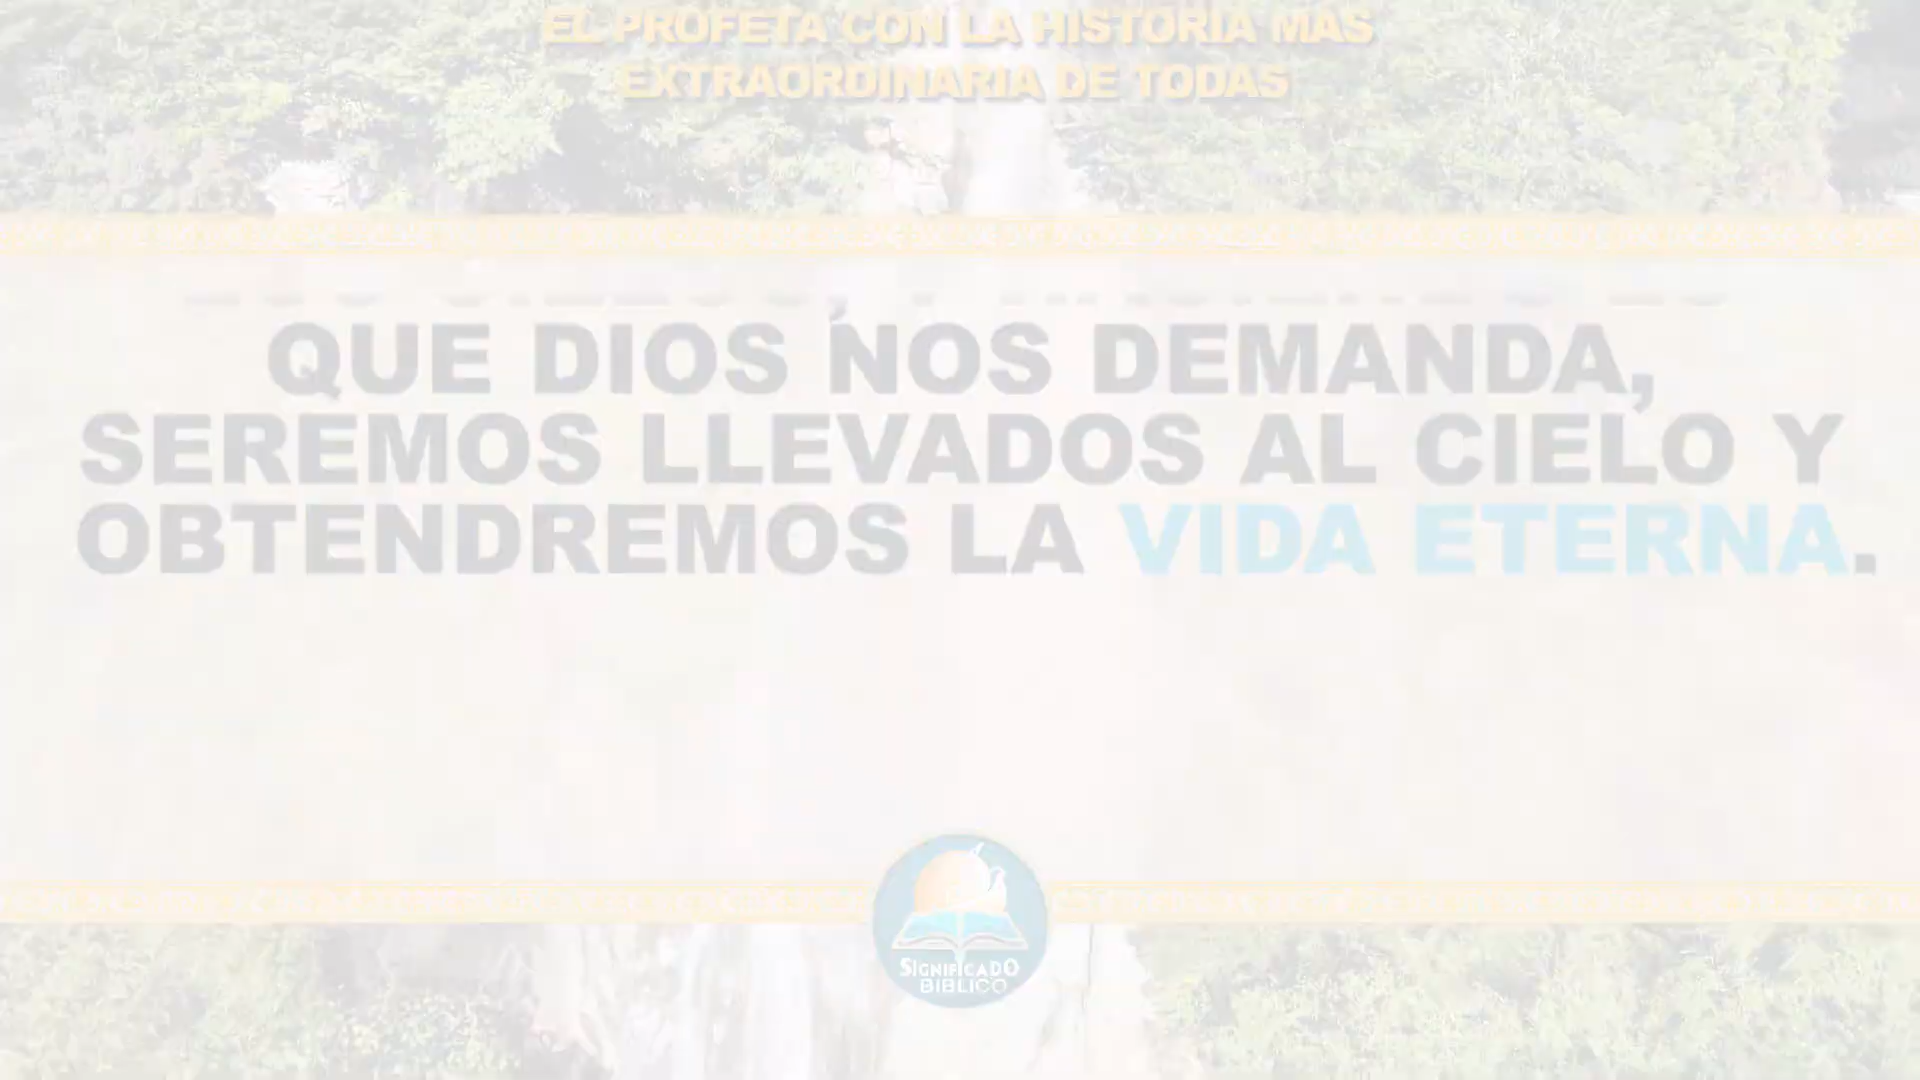 EL PROFETA CON LA HISTORIA MAS
EXTRAORDINARIA DE TODAS
QUE DIOS NOS DEMANDA,
SEREMOS LLEVADOS AL CIELO Y
OBTENDREMOS LA VIDA ETERNA.
SIGNIFICADO
BIBLICO